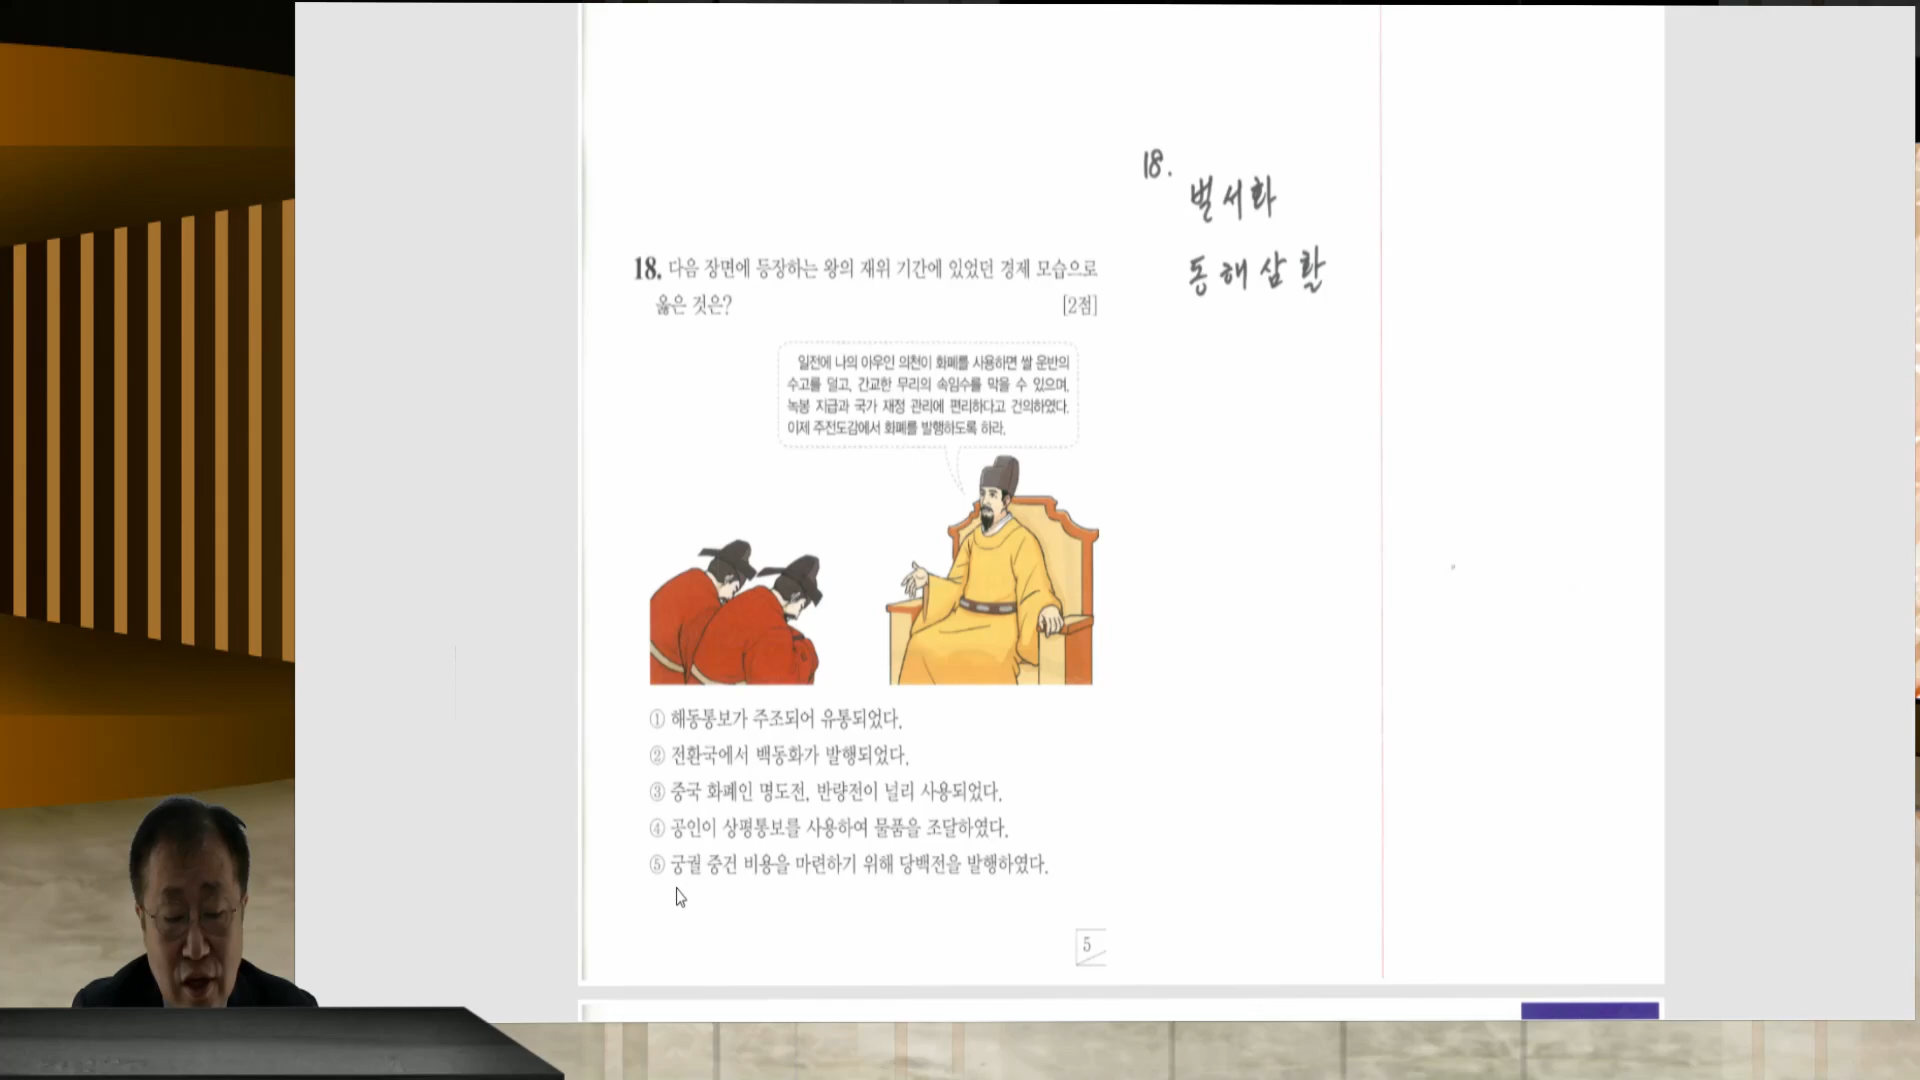 18.
벌서화
동해삼활
18. 다음 장면에 등장하는 왕의 재위 기간에 있었던 경제 모습으로
옳은 것은? [2점]
일전에 나의 아우인 의천이 화폐를 사용하면 쌀 운반의
수고를 덜고, 간교한 무리의 속임수를 막을 수 있으며,
녹봉 지급과 국가 재정 관리에 편리하다고 건의하였다.
이제 주전도감에서 화폐를 발행하도록 하라.
① 해동통보가 주조되어 유통되었다.
② 전환국에서 백동화가 발행되었다.
③ 중국 화폐인 명도전, 반량전이 널리 사용되었다.
④ 공인이 상평통보를 사용하여 물품을 조달하였다.
⑤ 궁궐 중건 비용을 마련하기 위해 당백전을 발행하였다.
5